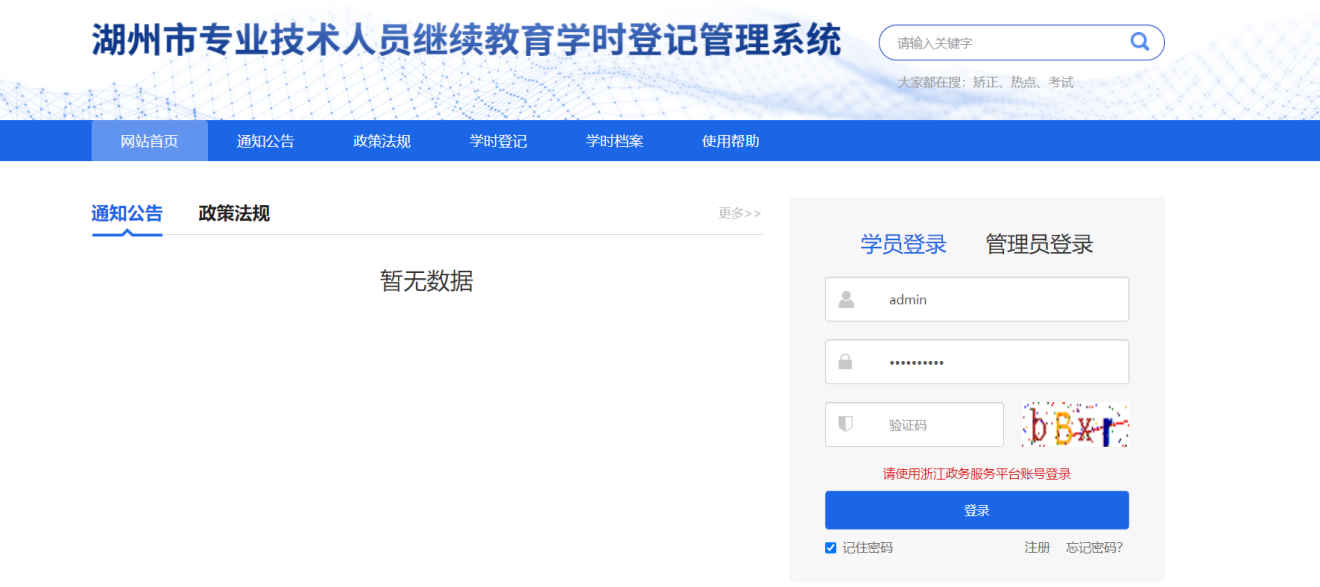 湖州市专业技术人员继续教育学时登记管理系统
请输入关键字
大家都在搜：矫正、热点、考试
网站首页 通知公告 政策法规 学时登记 学时档案 使用帮助
通知公告 政策法规 更多>>
暂无数据
学员登录 管理员登录
admin
••••••••••
验证码 bBxr
请使用浙江政务服务平台账号登录
登录
记住密码 注册 忘记密码?